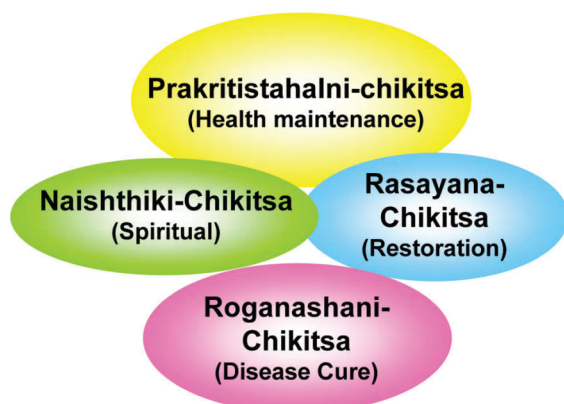 Prakritistahalni-chikitsa
(Health maintenance)
Naishthiki-Chikitsa
(Spiritual)
Rasayana-
Chikitsa
(Restoration)
Roganashani-
Chikitsa
(Disease Cure)